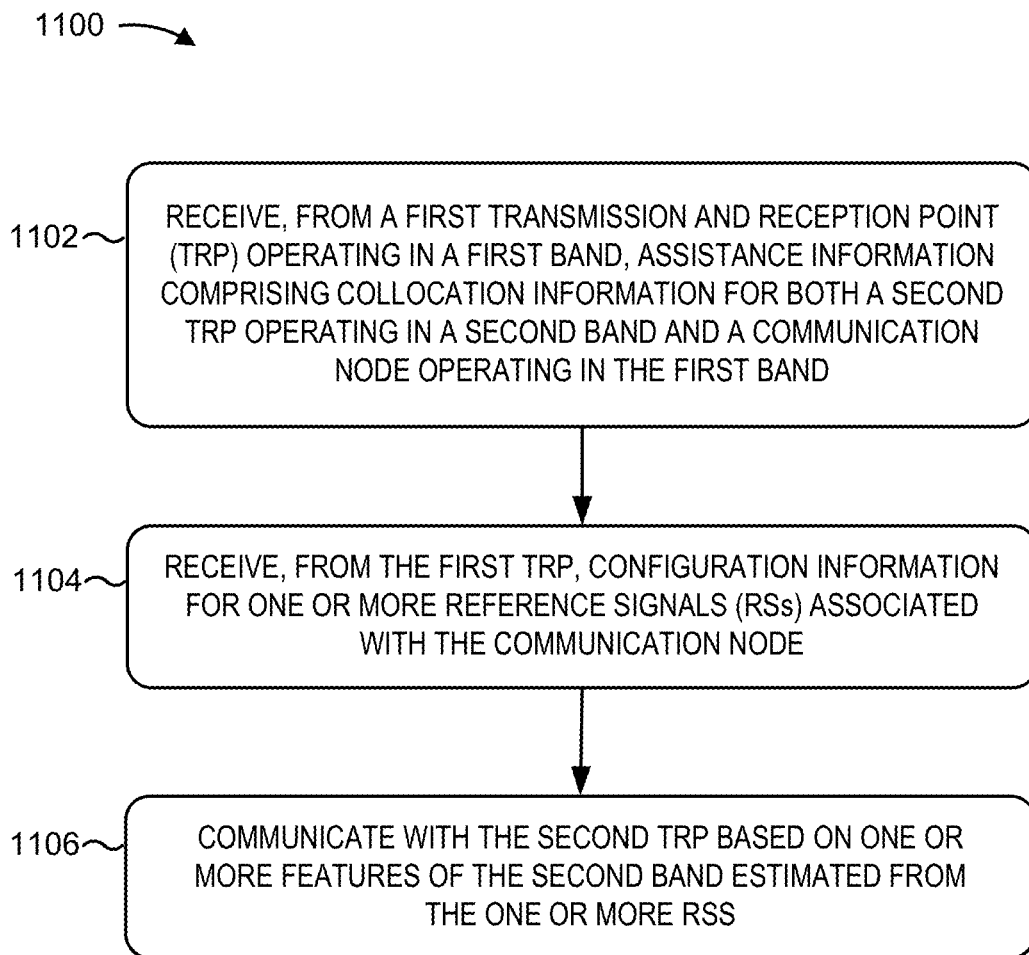 1100
1102
RECEIVE, FROM A FIRST TRANSMISSION AND RECEPTION POINT
(TRP) OPERATING IN A FIRST BAND, ASSISTANCE INFORMATION
COMPRISING COLLOCATION INFORMATION FOR BOTH A SECOND
TRP OPERATING IN A SECOND BAND AND A COMMUNICATION
NODE OPERATING IN THE FIRST BAND
1104
RECEIVE, FROM THE FIRST TRP, CONFIGURATION INFORMATION
FOR ONE OR MORE REFERENCE SIGNALS (RSs) ASSOCIATED
WITH THE COMMUNICATION NODE
1106
COMMUNICATE WITH THE SECOND TRP BASED ON ONE OR
MORE FEATURES OF THE SECOND BAND ESTIMATED FROM
THE ONE OR MORE RSS